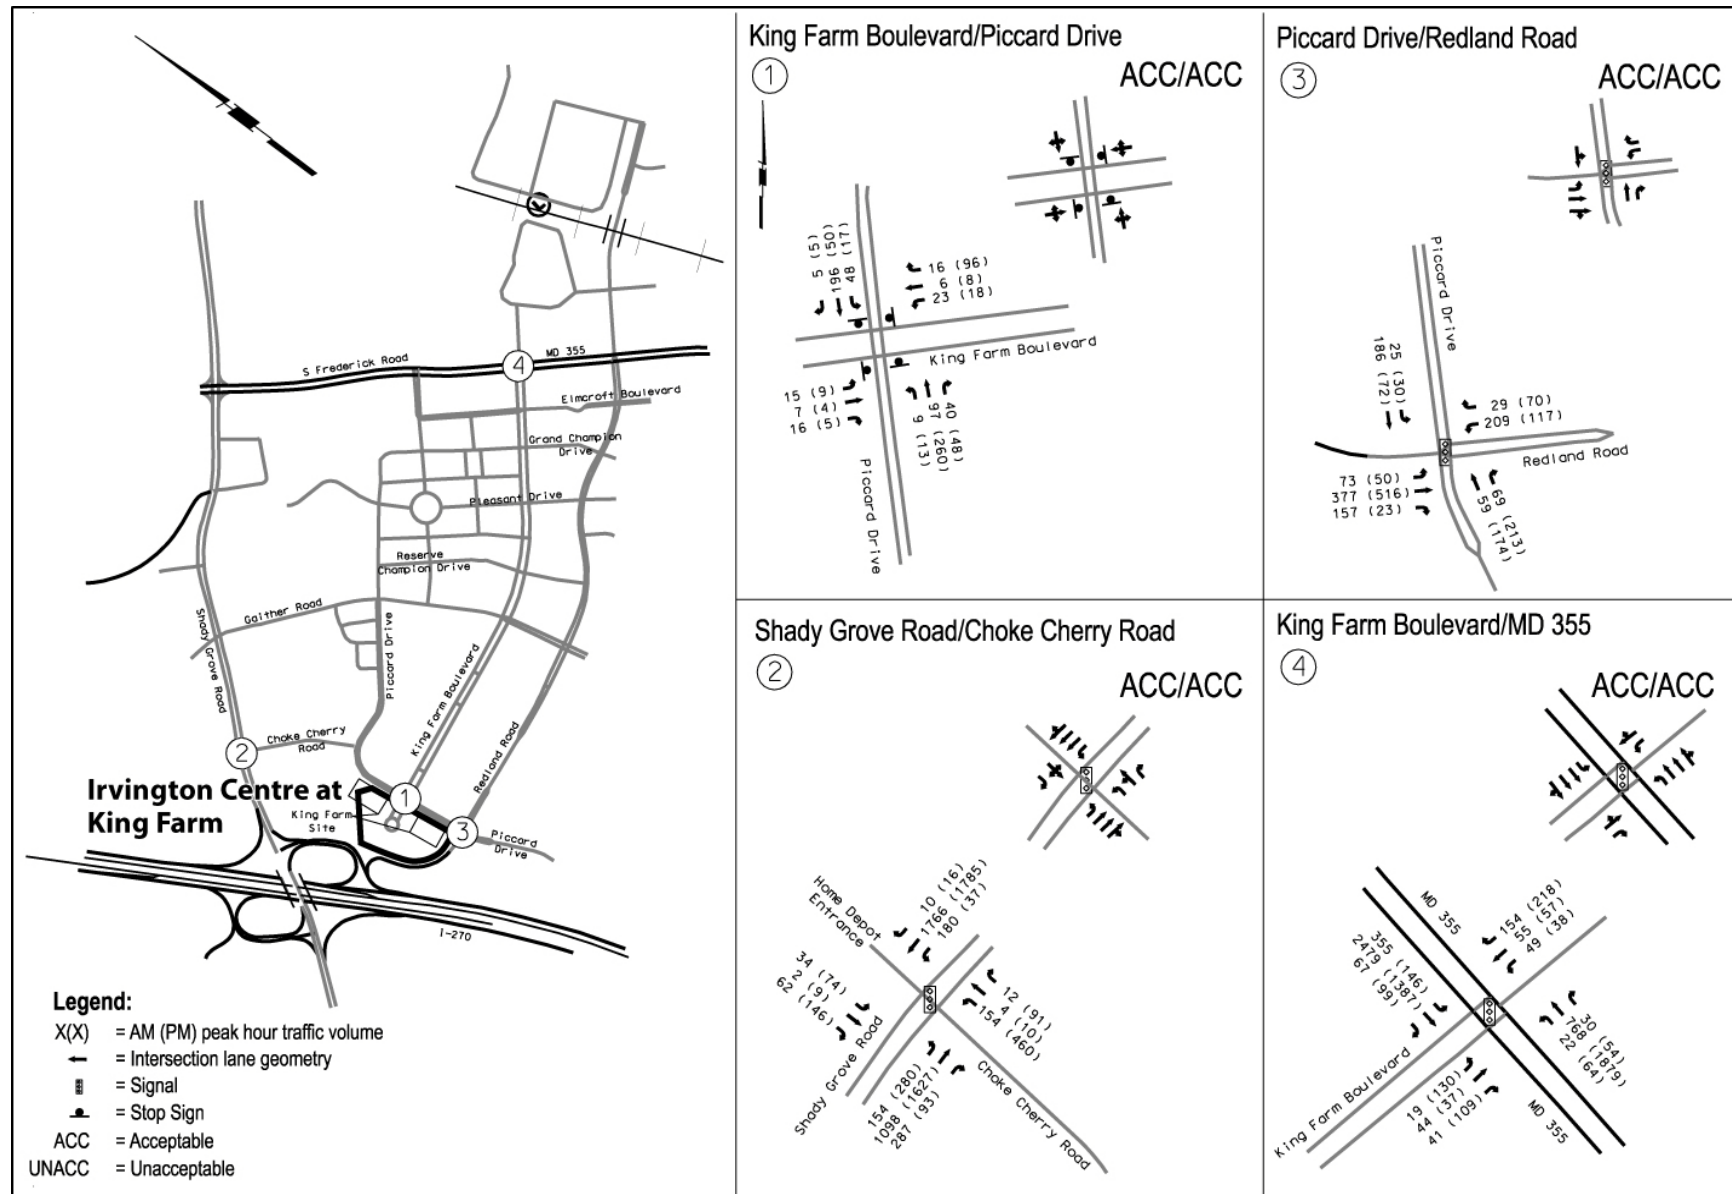 S Frederick Road
MD 355
4
Elmcroft Boulevard
Grand Champion
Drive
Pleasant Drive
Reserve
Champion Drive
Gaither Road
Shady Grove Road
Piccard Drive
King Farm Boulevard
Redland Road
2
Choke Cherry
Road
Irvington Centre at
King Farm
1
King Farm
Site
3
Piccard
Drive
I-270
Legend:
X(X) = AM (PM) peak hour traffic volume
= Intersection lane geometry
= Signal
= Stop Sign
ACC = Acceptable
UNACC = Unacceptable
King Farm Boulevard/Piccard Drive
1
ACC/ACC
5 (5)
196 (50)
48 (17)
16 (96)
6 (8)
23 (18)
King Farm Boulevard
15 (9)
7 (4)
16 (5)
9 (13)
97 (260)
40 (48)
Piccard Drive
Piccard Drive/Redland Road
3
ACC/ACC
Piccard Drive
186 (72)
25 (30)
29 (70)
209 (117)
Redland Road
73 (50)
377 (516)
157 (23)
59 (174)
69 (213)
Shady Grove Road/Choke Cherry Road
2
ACC/ACC
Home Depot
Entrance
10 (16)
1766 (1785)
180 (37)
34 (74)
2 (9)
62 (146)
12 (91)
4 (10)
154 (460)
Shady Grove Road
154 (280)
1098 (1627)
287 (93)
Choke Cherry Road
King Farm Boulevard/MD 355
4
ACC/ACC
MD 355
154 (218)
55 (57)
49 (38)
355 (146)
2479 (1387)
67 (99)
30 (54)
768 (1879)
22 (64)
King Farm Boulevard
19 (130)
44 (37)
41 (109)
MD 355